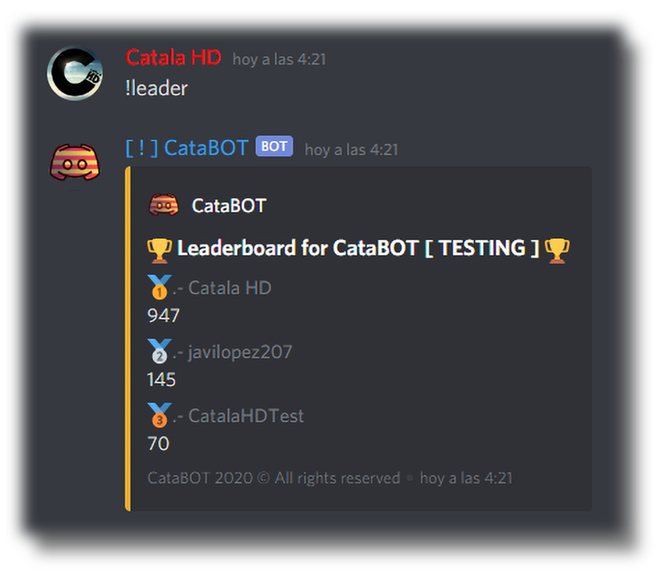 Catala HD hoy a las 4:21
!leader
[ ! ] CataBOT BOT hoy a las 4:21
CataBOT
🏆 Leaderboard for CataBOT [ TESTING ] 🏆
🥇.- Catala HD
947
🥈.- javilopez207
145
🥉.- CatalaHDTest
70
CataBOT 2020 © All rights reserved • hoy a las 4:21